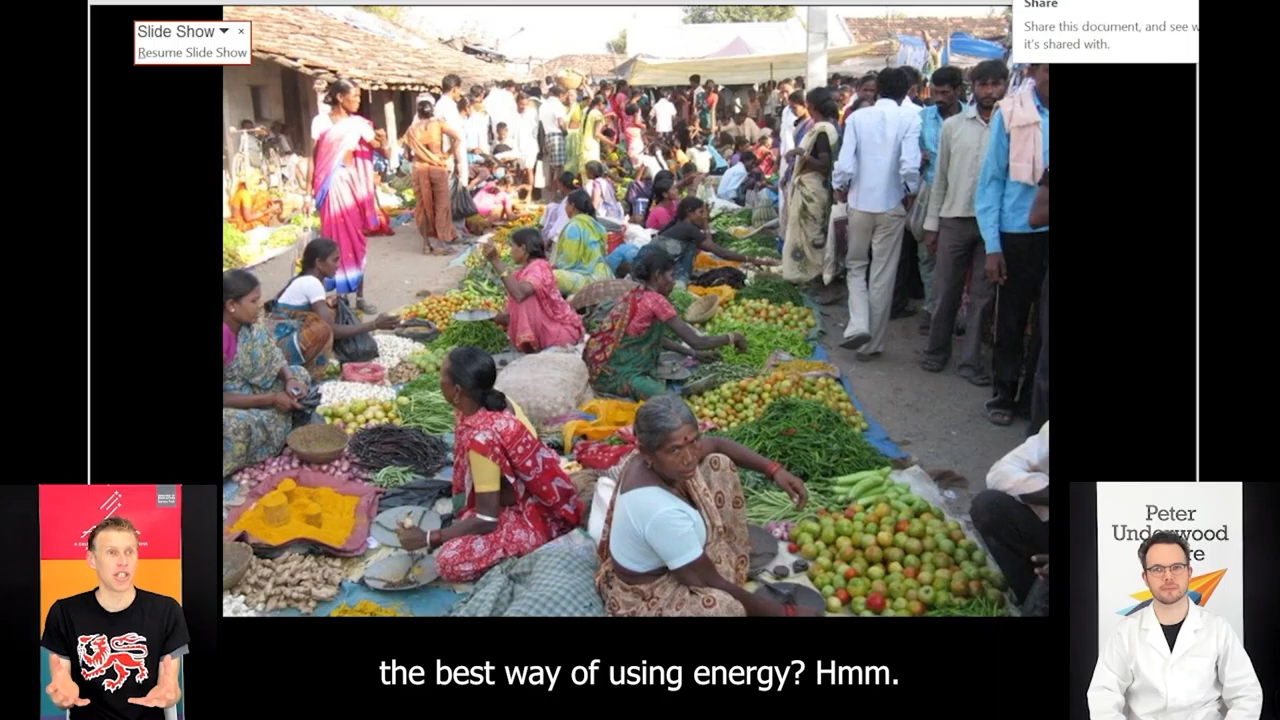 Share
Slide Show
Share this document, and see w
it's shared with.
Resume Slide Show
Peter
Underwood
re
the best way of using energy? Hmm.